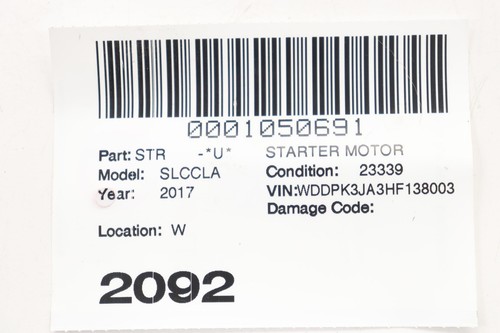 0001050691
Part: STR -*U* STARTER MOTOR
Model: SLCCLA Condition: 23339
Year: 2017 VIN:WDDPK3JA3HF138003
Damage Code:
Location: W
2092